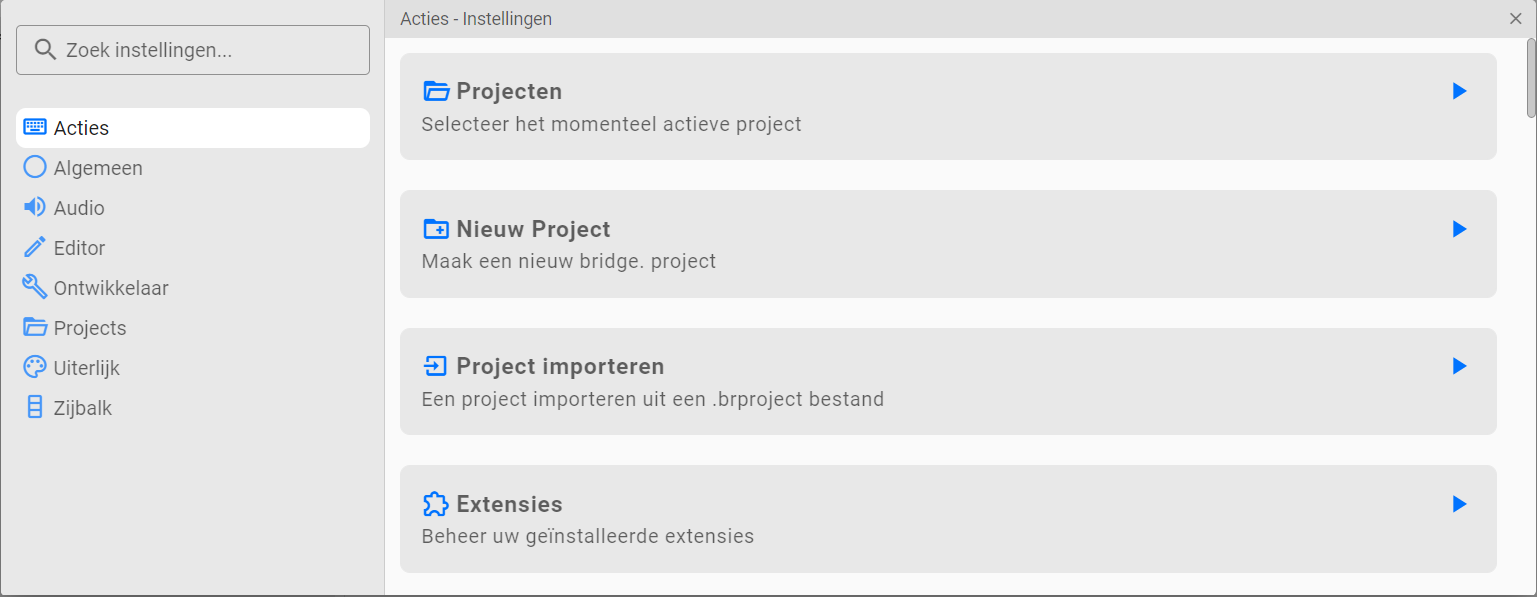 Zoek instellingen...
Acties
Algemeen
Audio
Editor
Ontwikkelaar
Projects
Uiterlijk
Zijbalk
Acties - Instellingen
Projecten
Selecteer het momenteel actieve project
Nieuw Project
Maak een nieuw bridge. project
Project importeren
Een project importeren uit een .brproject bestand
Extensies
Beheer uw geïnstalleerde extensies